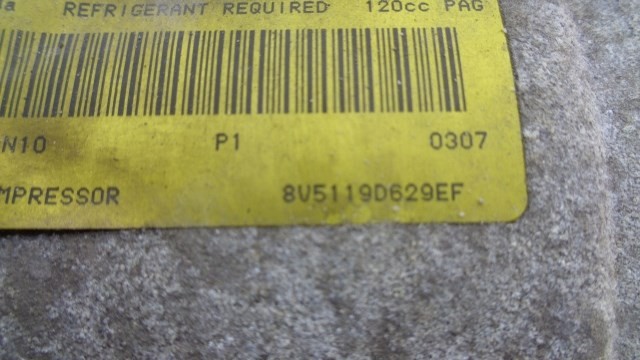 a REFRIGERANT REQUIRED 120cc PAG
N10 P1 0307
MPRESSOR 8V5119D629EF